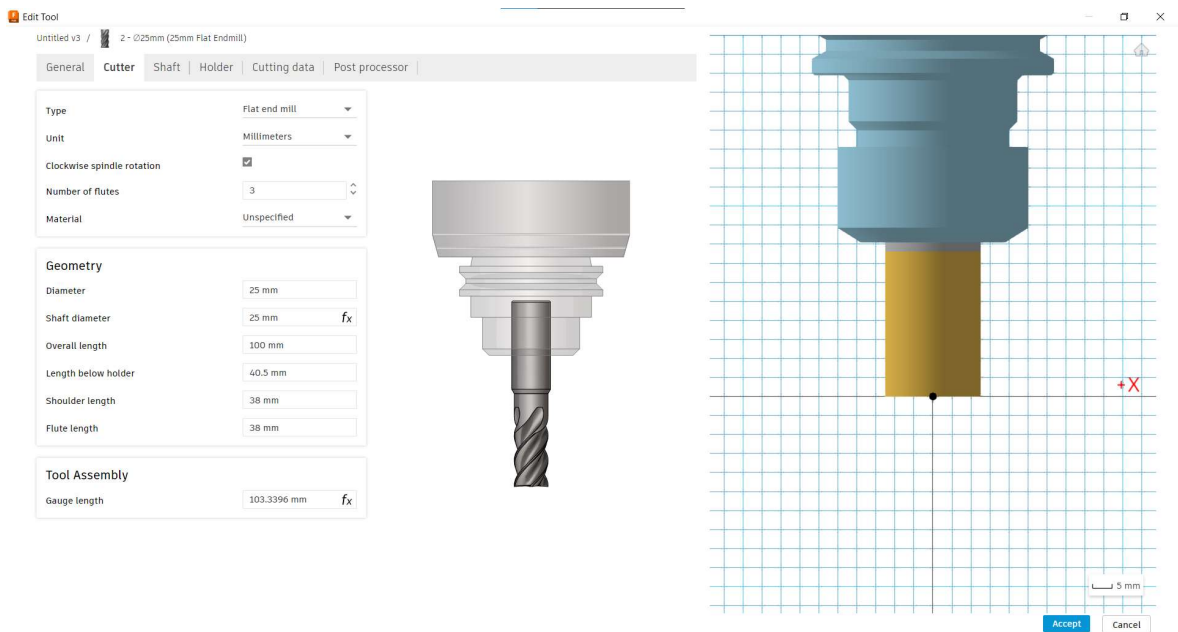 Edit Tool
Untitled v3 / 2 - Ø25mm (25mm Flat Endmill)
General Cutter Shaft Holder Cutting data Post processor
Type Flat end mill
Unit Millimeters
Clockwise spindle rotation
Number of flutes 3
Material Unspecified
Geometry
Diameter 25 mm
Shaft diameter 25 mm fx
Overall length 100 mm
Length below holder 40.5 mm
Shoulder length 38 mm
Flute length 38 mm
Tool Assembly
Gauge length 103.3396 mm fx
+X
5 mm
Accept Cancel